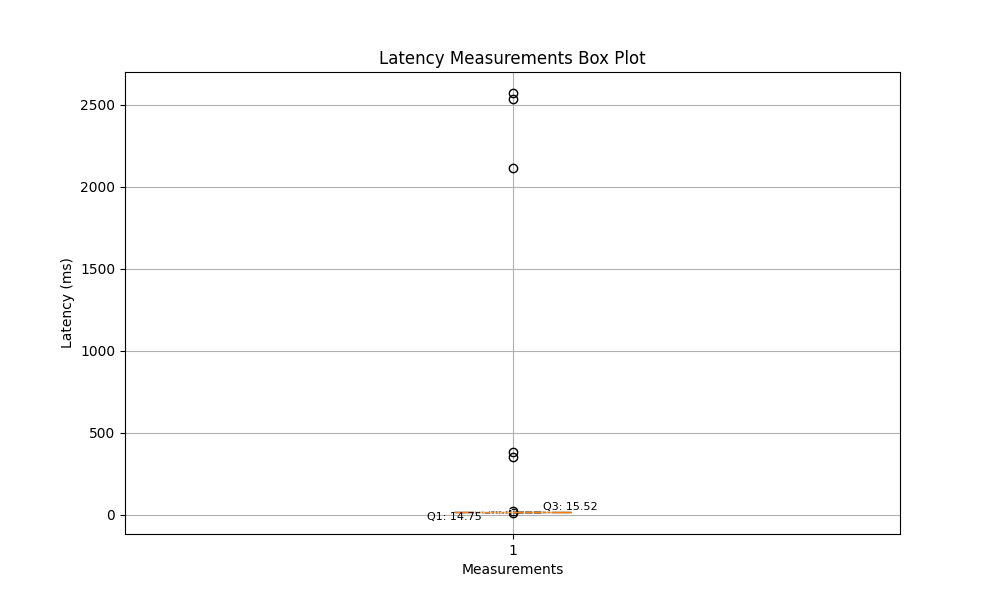 Latency Measurements Box Plot
2500
2000
1500
1000
500
0
Latency (ms)
Q3: 15.52
Q1: 14.75
1
Measurements